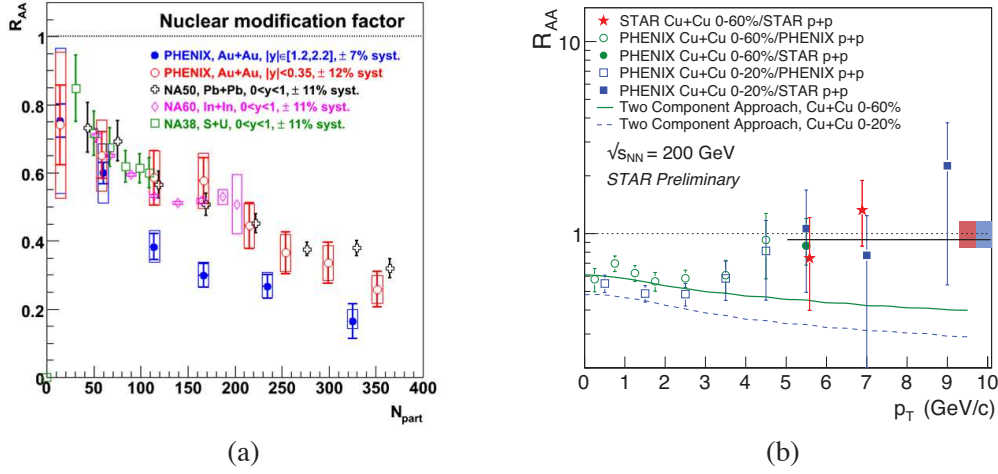 R_AA
Nuclear modification factor
PHENIX, Au+Au, |y|∈[1.2,2.2], ± 7% syst.
PHENIX, Au+Au, |y|<0.35, ± 12% syst
NA50, Pb+Pb, 0<y<1, ± 11% syst.
NA60, In+In, 0<y<1, ± 11% syst.
NA38, S+U, 0<y<1, ± 11% syst.
1
0.8
0.6
0.4
0.2
0
0 50 100 150 200 250 300 350 400
N_part
(a)
R_AA
10
1
STAR Cu+Cu 0-60%/STAR p+p
PHENIX Cu+Cu 0-60%/PHENIX p+p
PHENIX Cu+Cu 0-60%/STAR p+p
PHENIX Cu+Cu 0-20%/PHENIX p+p
PHENIX Cu+Cu 0-20%/STAR p+p
Two Component Approach, Cu+Cu 0-60%
Two Component Approach, Cu+Cu 0-20%
√s_NN = 200 GeV
STAR Preliminary
0 1 2 3 4 5 6 7 8 9 10
p_T (GeV/c)
(b)